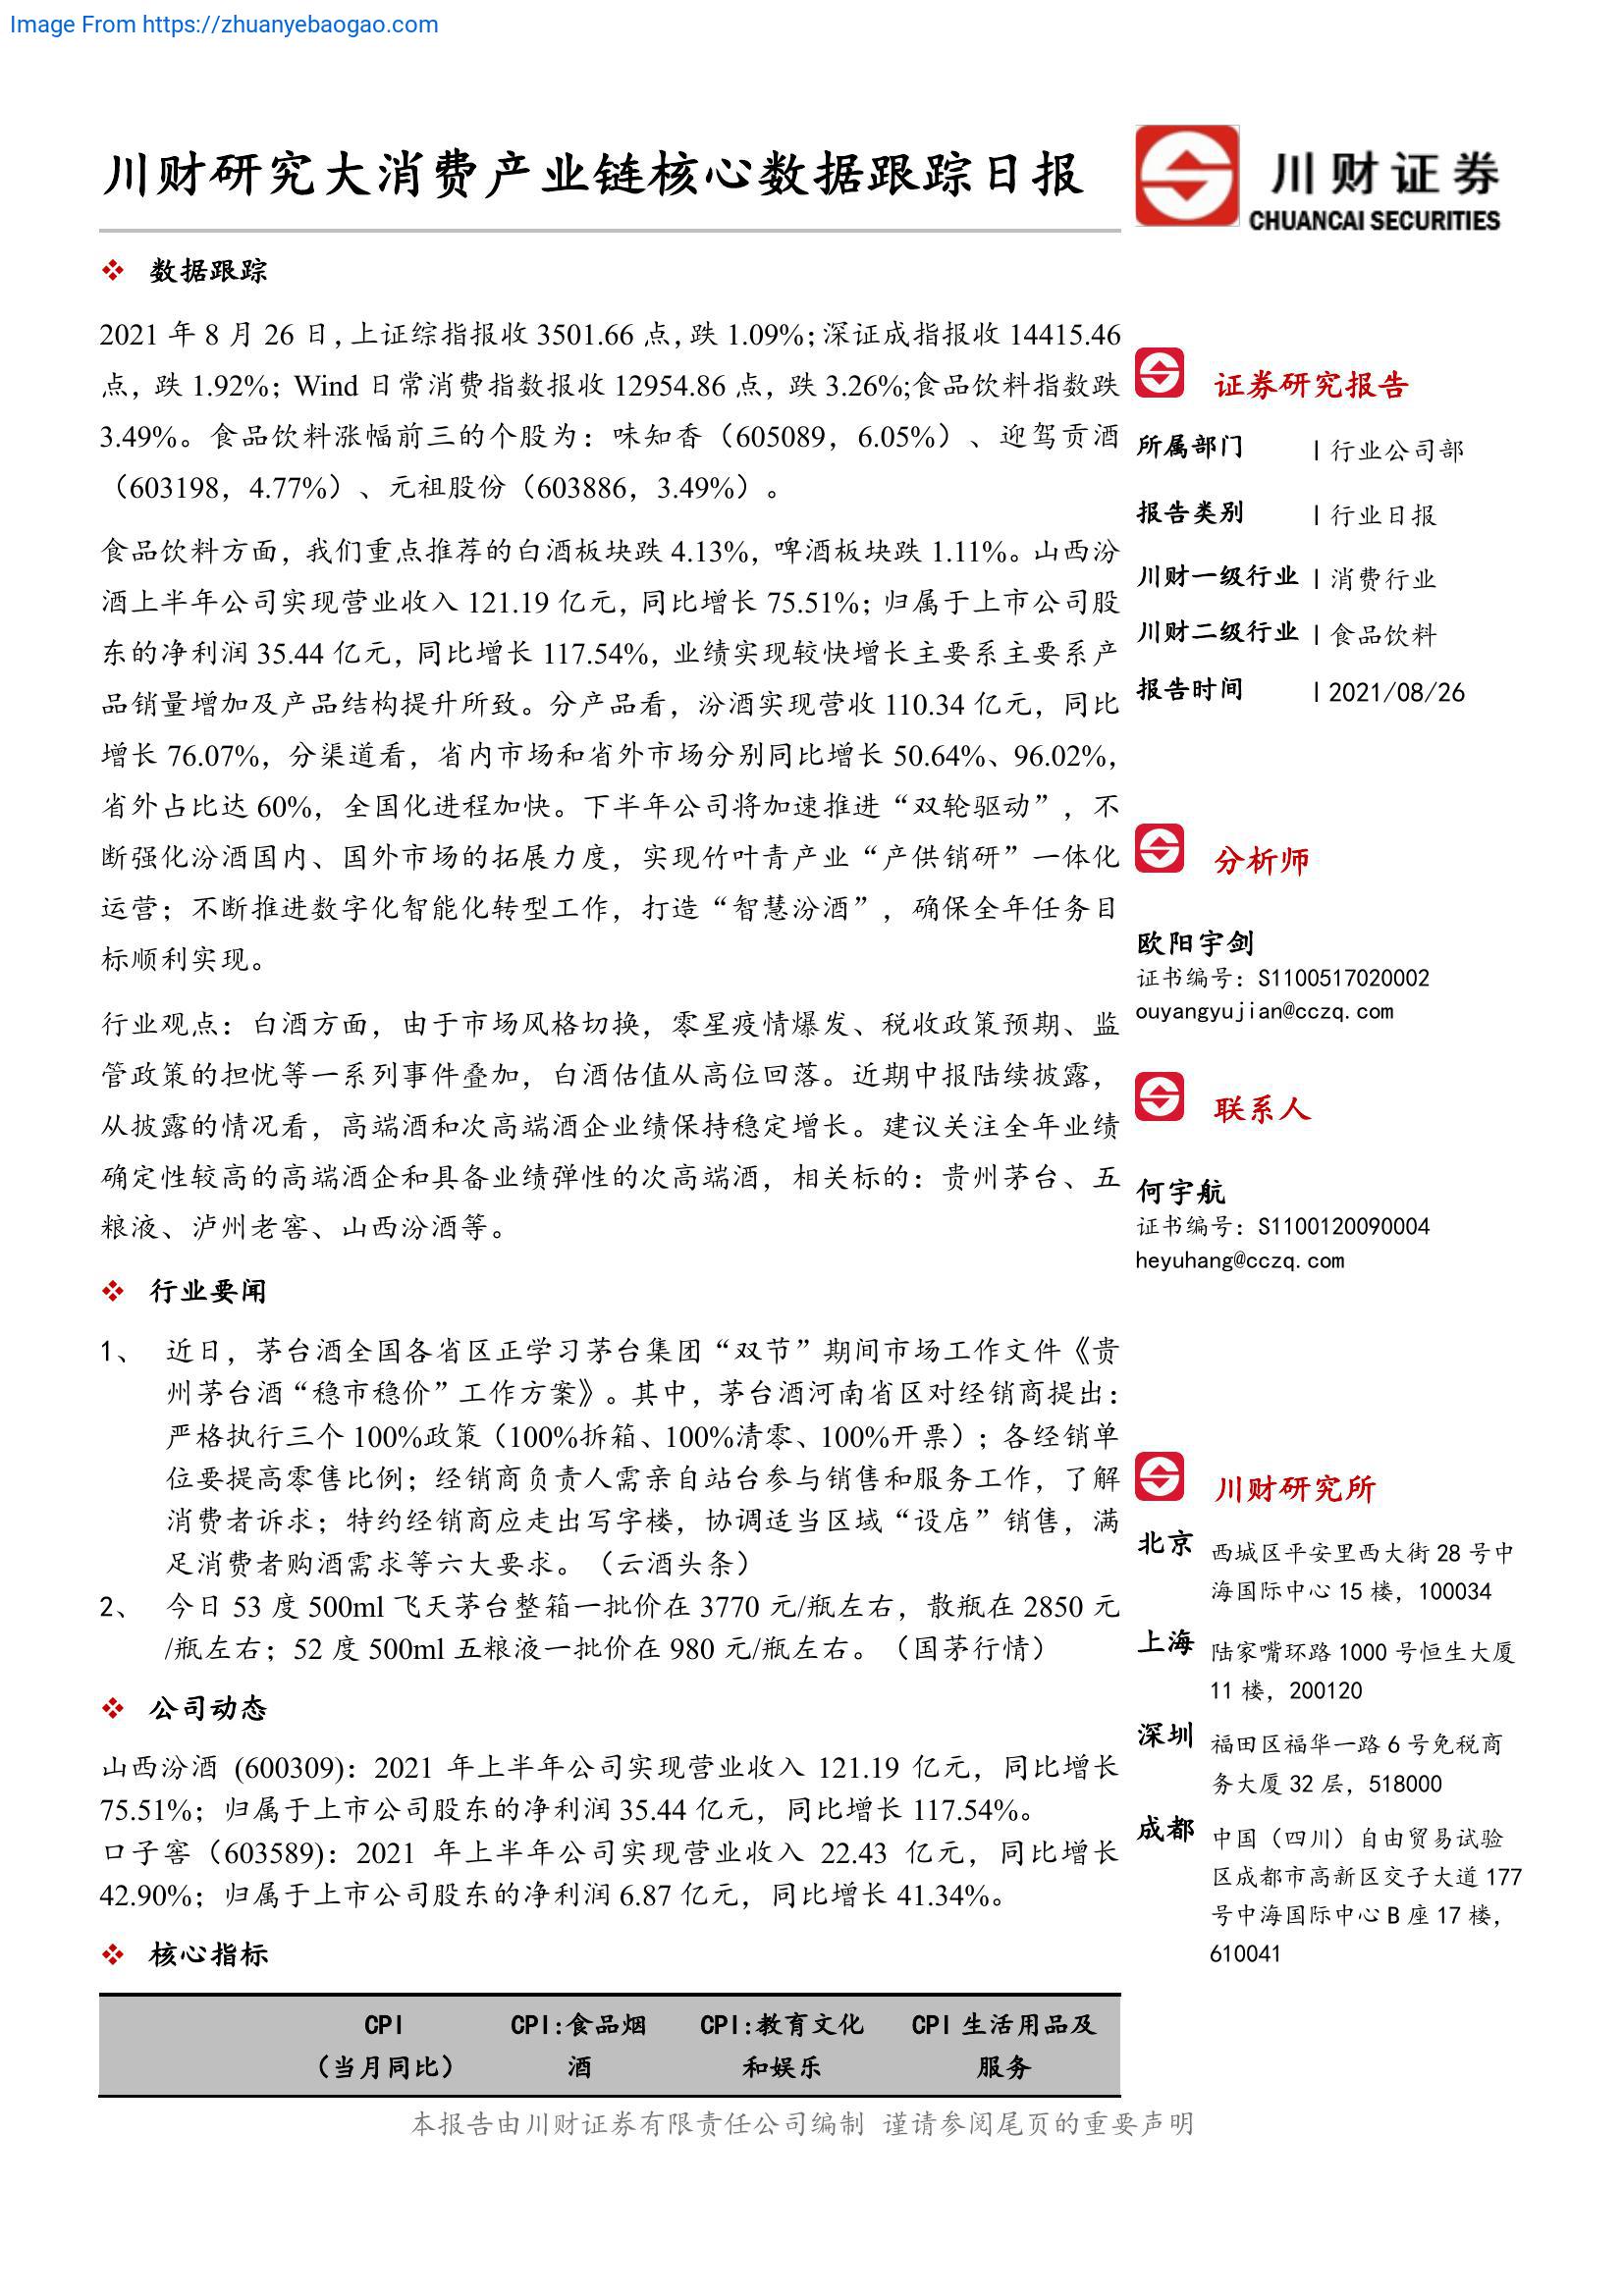 Image From https://zhuanyebaogao.com
川财研究大消费产业链核心数据跟踪日报
川财证券
CHUANCAI SECURITIES
数据跟踪
2021 年 8 月 26 日，上证综指报收 3501.66 点，跌 1.09%；深证成指报收 14415.46
点，跌 1.92%；Wind 日常消费指数报收 12954.86 点，跌 3.26%;食品饮料指数跌
3.49%。食品饮料涨幅前三的个股为：味知香（605089，6.05%）、迎驾贡酒
（603198，4.77%）、元祖股份（603886，3.49%）。
食品饮料方面，我们重点推荐的白酒板块跌 4.13%，啤酒板块跌 1.11%。山西汾
酒上半年公司实现营业收入 121.19 亿元，同比增长 75.51%；归属于上市公司股
东的净利润 35.44 亿元，同比增长 117.54%，业绩实现较快增长主要系主要系产
品销量增加及产品结构提升所致。分产品看，汾酒实现营收 110.34 亿元，同比
增长 76.07%，分渠道看，省内市场和省外市场分别同比增长 50.64%、96.02%，
省外占比达 60%，全国化进程加快。下半年公司将加速推进“双轮驱动”，不
断强化汾酒国内、国外市场的拓展力度，实现竹叶青产业“产供销研”一体化
运营；不断推进数字化智能化转型工作，打造“智慧汾酒”，确保全年任务目
标顺利实现。
行业观点：白酒方面，由于市场风格切换，零星疫情爆发、税收政策预期、监
管政策的担忧等一系列事件叠加，白酒估值从高位回落。近期中报陆续披露，
从披露的情况看，高端酒和次高端酒企业绩保持稳定增长。建议关注全年业绩
确定性较高的高端酒企和具备业绩弹性的次高端酒，相关标的：贵州茅台、五
粮液、泸州老窖、山西汾酒等。
行业要闻
1、 近日，茅台酒全国各省区正学习茅台集团“双节”期间市场工作文件《贵
州茅台酒“稳市稳价”工作方案》。其中，茅台酒河南省区对经销商提出：
严格执行三个 100%政策（100%拆箱、100%清零、100%开票）；各经销单
位要提高零售比例；经销商负责人需亲自站台参与销售和服务工作，了解
消费者诉求；特约经销商应走出写字楼，协调适当区域“设店”销售，满
足消费者购酒需求等六大要求。（云酒头条）
2、 今日 53 度 500ml 飞天茅台整箱一批价在 3770 元/瓶左右，散瓶在 2850 元
/瓶左右；52 度 500ml 五粮液一批价在 980 元/瓶左右。（国茅行情）
公司动态
山西汾酒 (600309)：2021 年上半年公司实现营业收入 121.19 亿元，同比增长
75.51%；归属于上市公司股东的净利润 35.44 亿元，同比增长 117.54%。
口子窖（603589)：2021 年上半年公司实现营业收入 22.43 亿元，同比增长
42.90%；归属于上市公司股东的净利润 6.87 亿元，同比增长 41.34%。
核心指标
CPI CPI:食品烟 CPI:教育文化 CPI 生活用品及
（当月同比） 酒 和娱乐 服务
证券研究报告
所属部门 | 行业公司部
报告类别 | 行业日报
川财一级行业 | 消费行业
川财二级行业 | 食品饮料
报告时间 | 2021/08/26
分析师
欧阳宇剑
证书编号：S1100517020002
ouyangyujian@cczq.com
联系人
何宇航
证书编号：S1100120090004
heyuhang@cczq.com
川财研究所
北京 西城区平安里西大街 28 号中
海国际中心 15 楼，100034
上海 陆家嘴环路 1000 号恒生大厦
11 楼，200120
深圳 福田区福华一路 6 号免税商
务大厦 32 层，518000
成都 中国（四川）自由贸易试验
区成都市高新区交子大道 177
号中海国际中心 B 座 17 楼，
610041
本报告由川财证券有限责任公司编制 谨请参阅尾页的重要声明